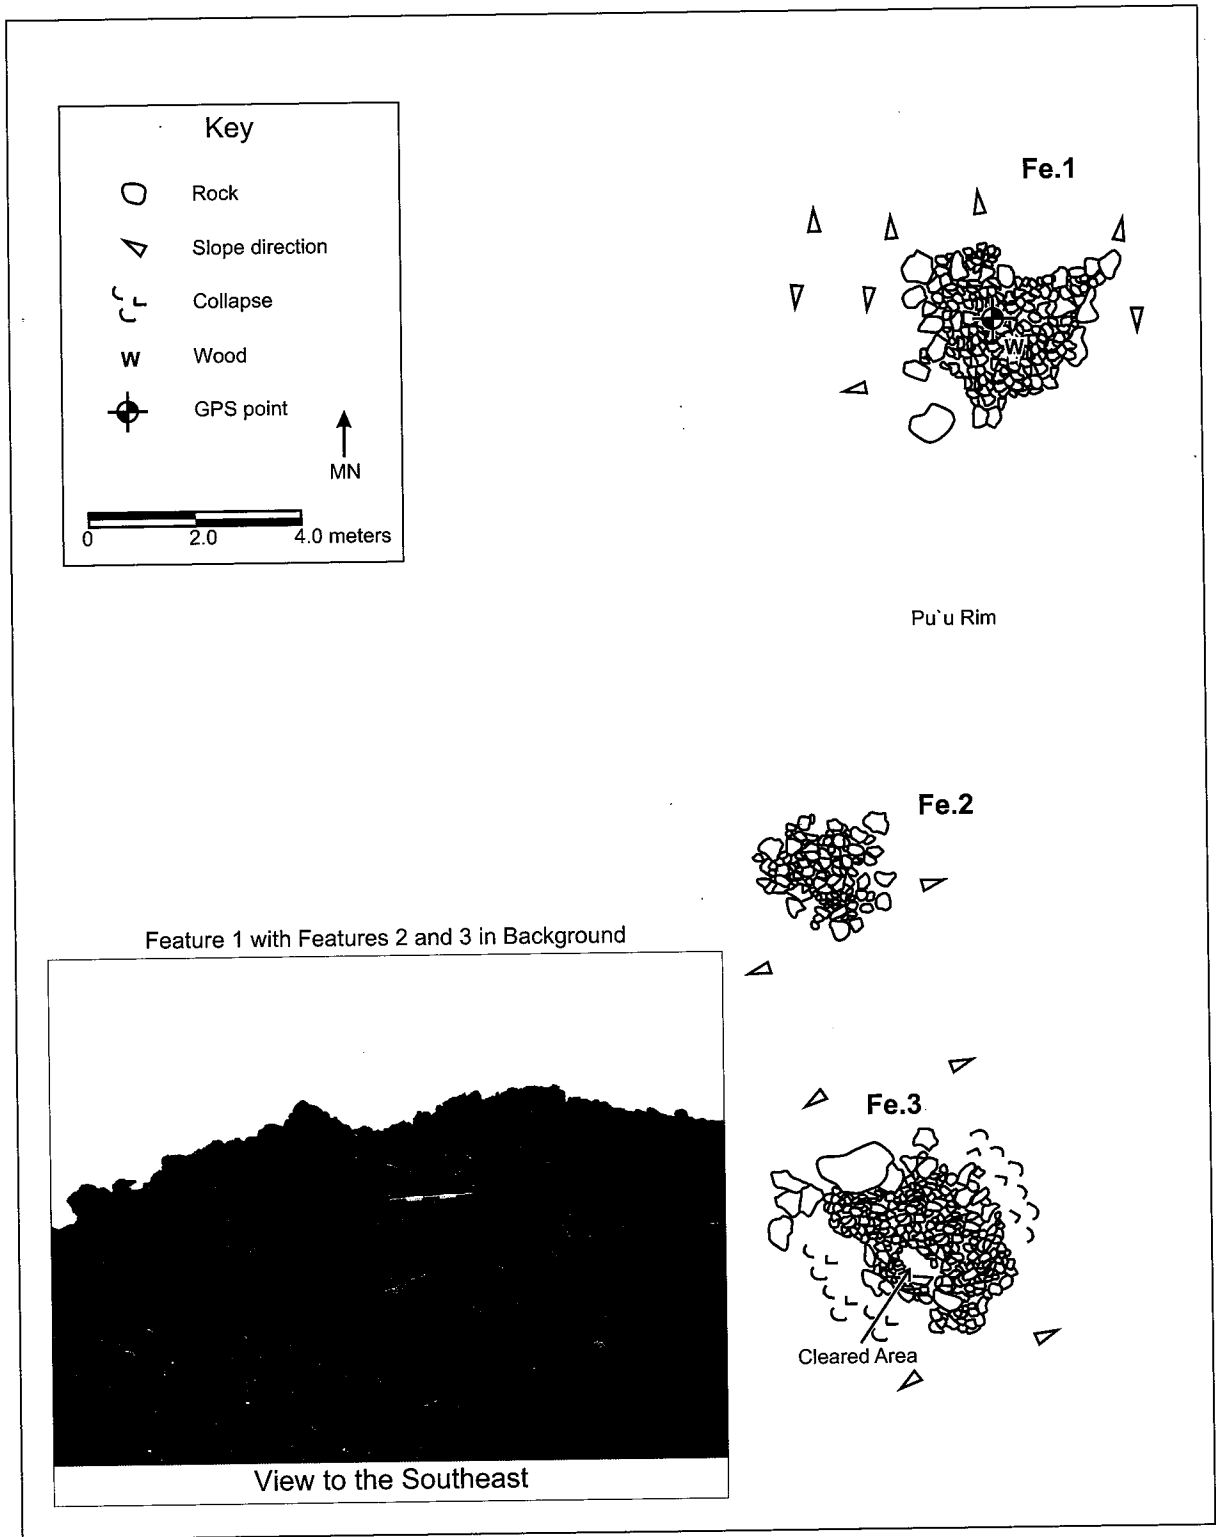 Key
Rock
Slope direction
Collapse
W Wood
GPS point
MN
0 2.0 4.0 meters
Fe.1
W
Pu`u Rim
Fe.2
Feature 1 with Features 2 and 3 in Background
Fe.3
Cleared Area
View to the Southeast